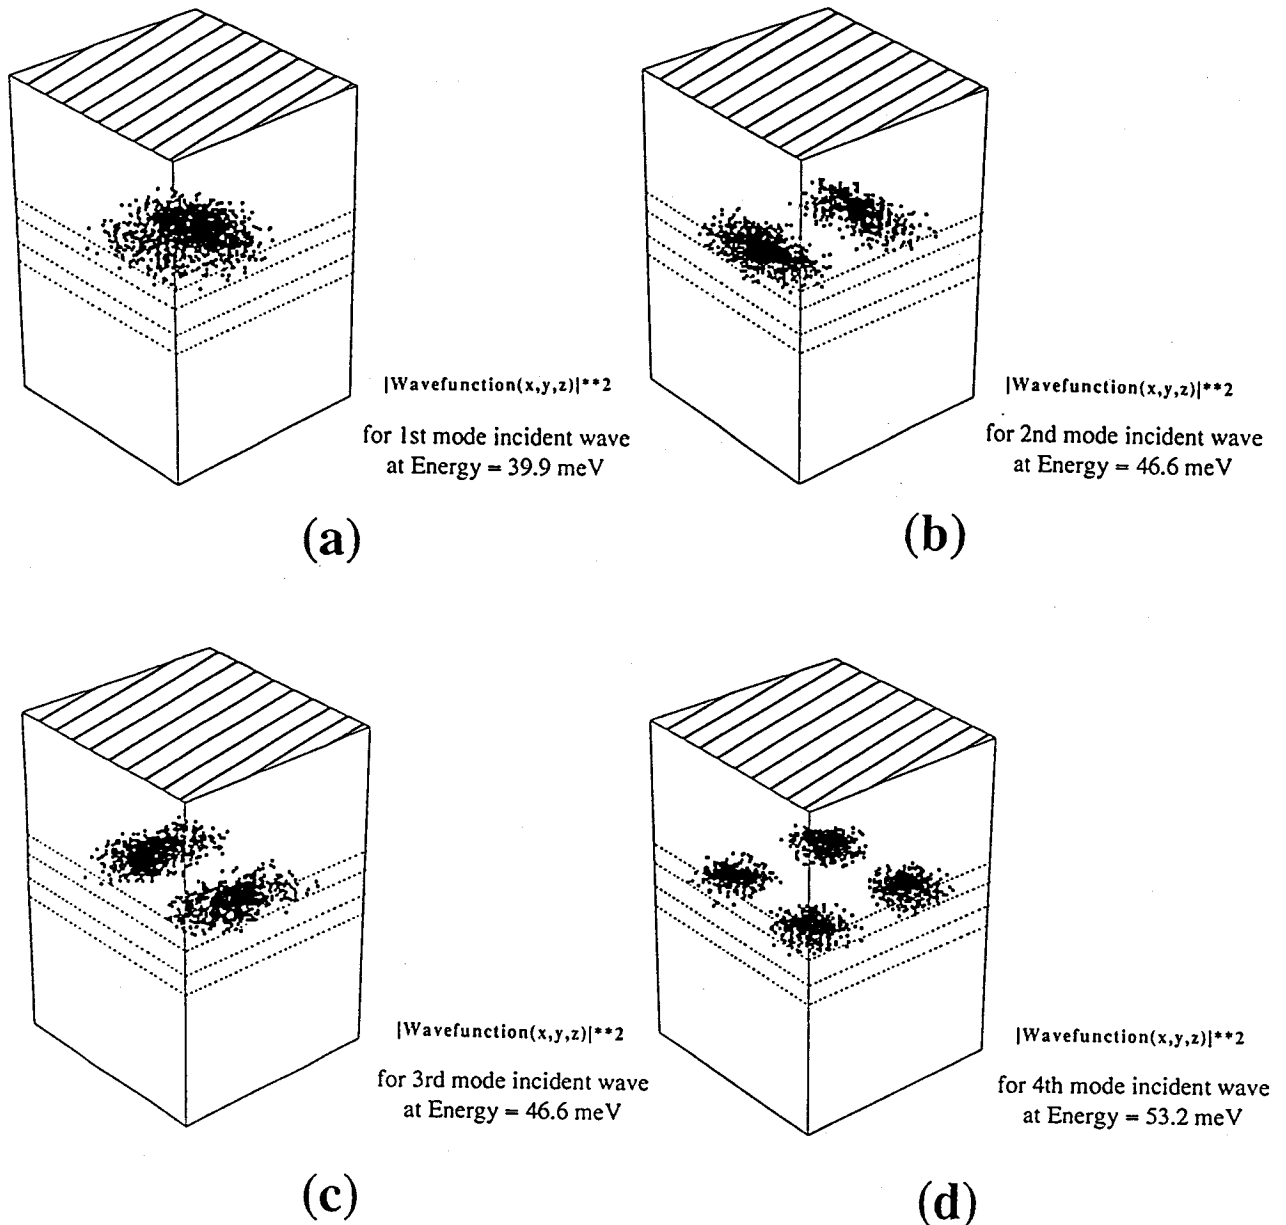 |Wavefunction(x,y,z)|**2
for 1st mode incident wave
at Energy = 39.9 meV
(a)
|Wavefunction(x,y,z)|**2
for 2nd mode incident wave
at Energy = 46.6 meV
(b)
|Wavefunction(x,y,z)|**2
for 3rd mode incident wave
at Energy = 46.6 meV
(c)
|Wavefunction(x,y,z)|**2
for 4th mode incident wave
at Energy = 53.2 meV
(d)